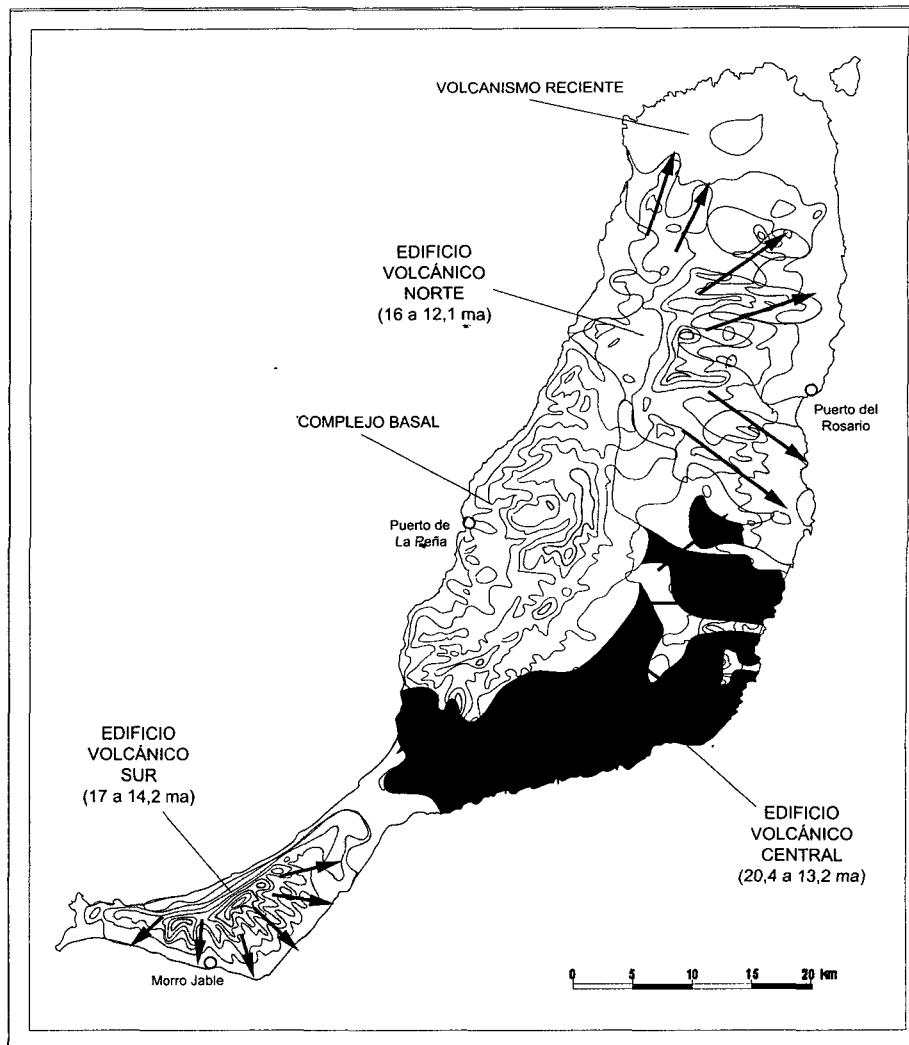 VOLCANISMO RECIENTE
EDIFICIO
VOLCÁNICO
NORTE
(16 a 12,1 ma)
COMPLEJO BASAL
Puerto del
Rosario
Puerto de
La Peña
EDIFICIO
VOLCÁNICO
SUR
(17 a 14,2 ma)
EDIFICIO
VOLCÁNICO
CENTRAL
(20,4 a 13,2 ma)
Morro Jable
0 5 10 15 20 km